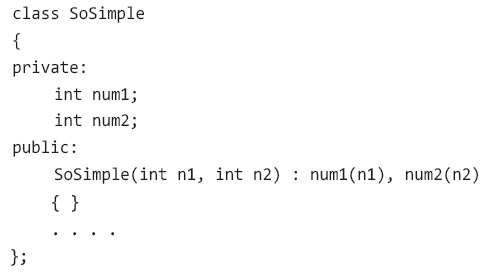 class SoSimple
{
private:
    int num1;
    int num2;
public:
    SoSimple(int n1, int n2) : num1(n1), num2(n2)
    { }
    . . . .
};